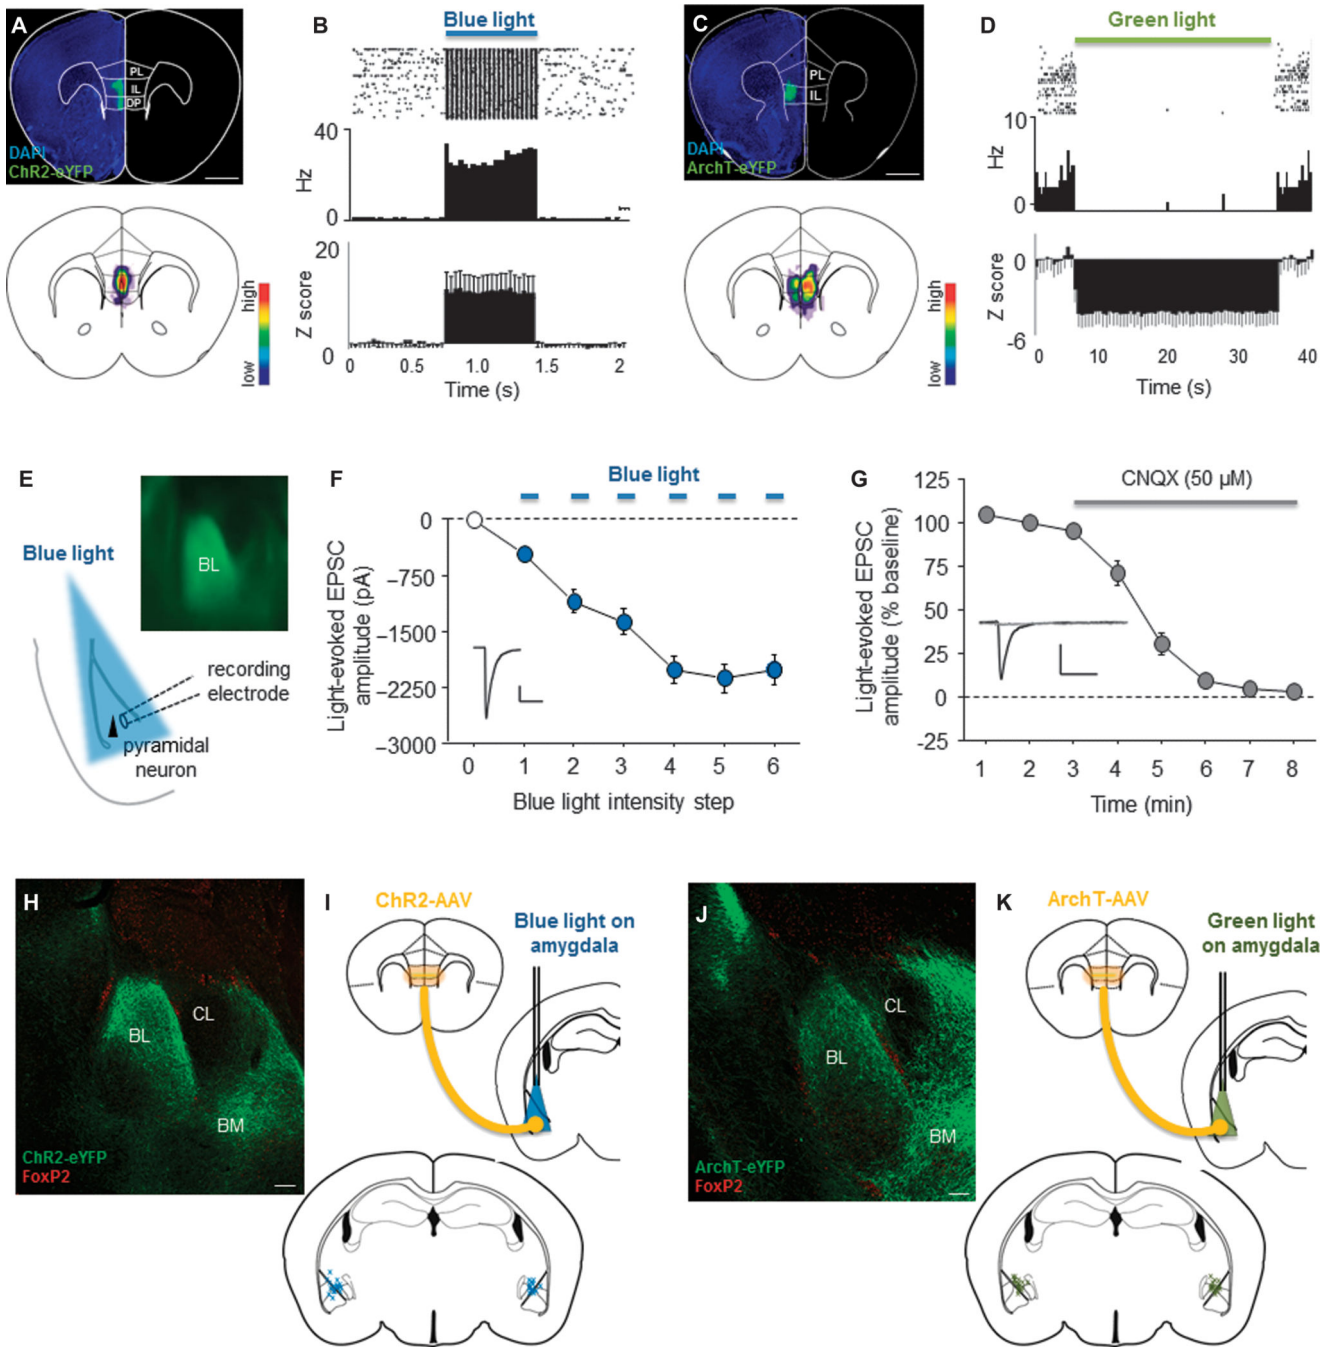 A
PL
IL
DP
DAPI
ChR2-eYFP
high
low
B
Blue light
40
Hz
0
20
Z score
0
0 0.5 1.0 1.5 2
Time (s)
C
PL
IL
DAPI
ArchT-eYFP
high
low
D
Green light
10
Hz
0
0
Z score
-6
0 10 20 30 40
Time (s)
E
Blue light
BL
recording
electrode
pyramidal
neuron
F
Blue light
Light-evoked EPSC
amplitude (pA)
0
−750
−1500
−2250
−3000
0 1 2 3 4 5 6
Blue light intensity step
G
CNQX (50 µM)
Light-evoked EPSC
amplitude (% baseline)
125
100
75
50
25
0
-25
1 2 3 4 5 6 7 8
Time (min)
H
CL
BL
BM
ChR2-eYFP
FoxP2
I
ChR2-AAV
Blue light on
amygdala
J
CL
BL
BM
ArchT-eYFP
FoxP2
K
ArchT-AAV
Green light
on amygdala